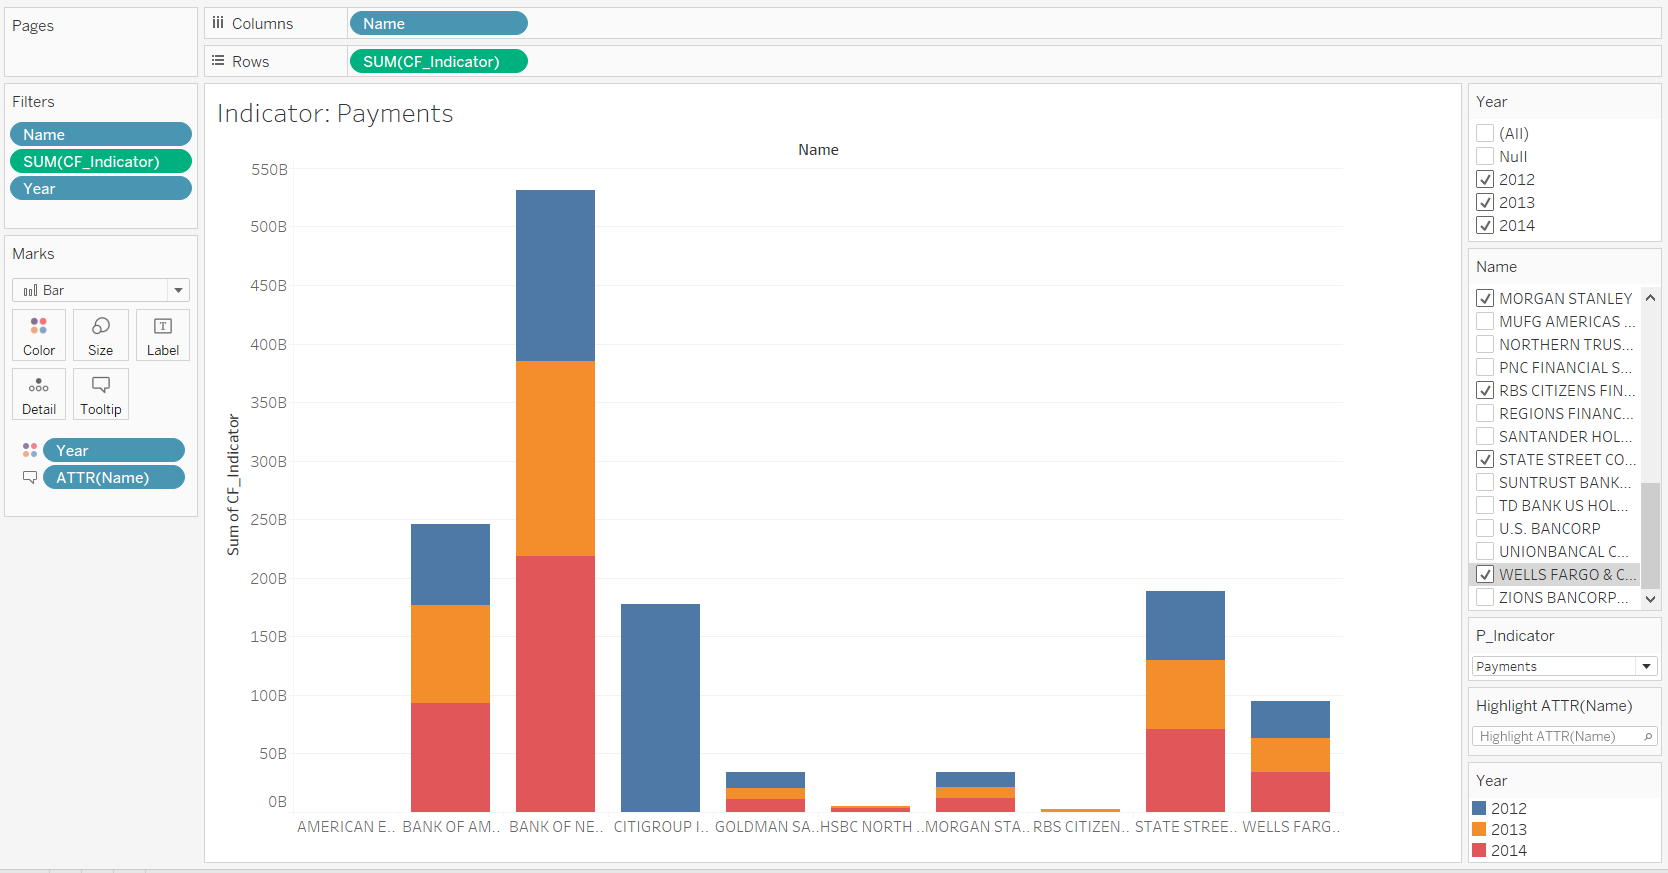 Pages
Columns
Name
Rows
SUM(CF_Indicator)
Filters
Name
SUM(CF_Indicator)
Year
Marks
Bar
Color
Size
Label
Detail
Tooltip
Year
ATTR(Name)
Indicator: Payments
Name
Sum of CF_Indicator
550B
500B
450B
400B
350B
300B
250B
200B
150B
100B
50B
0B
AMERICAN E..
BANK OF AM..
BANK OF NE..
CITIGROUP I..
GOLDMAN SA..
HSBC NORTH ..
MORGAN STA..
RBS CITIZEN..
STATE STREE..
WELLS FARG..
Year
(All)
Null
2012
2013
2014
Name
MORGAN STANLEY
MUFG AMERICAS ...
NORTHERN TRUS...
PNC FINANCIAL S...
RBS CITIZENS FIN...
REGIONS FINANC...
SANTANDER HOL...
STATE STREET CO...
SUNTRUST BANK...
TD BANK US HOL...
U.S. BANCORP
UNIONBANCAL C...
WELLS FARGO & C...
ZIONS BANCORP...
P_Indicator
Payments
Highlight ATTR(Name)
Highlight ATTR(Name)
Year
2012
2013
2014